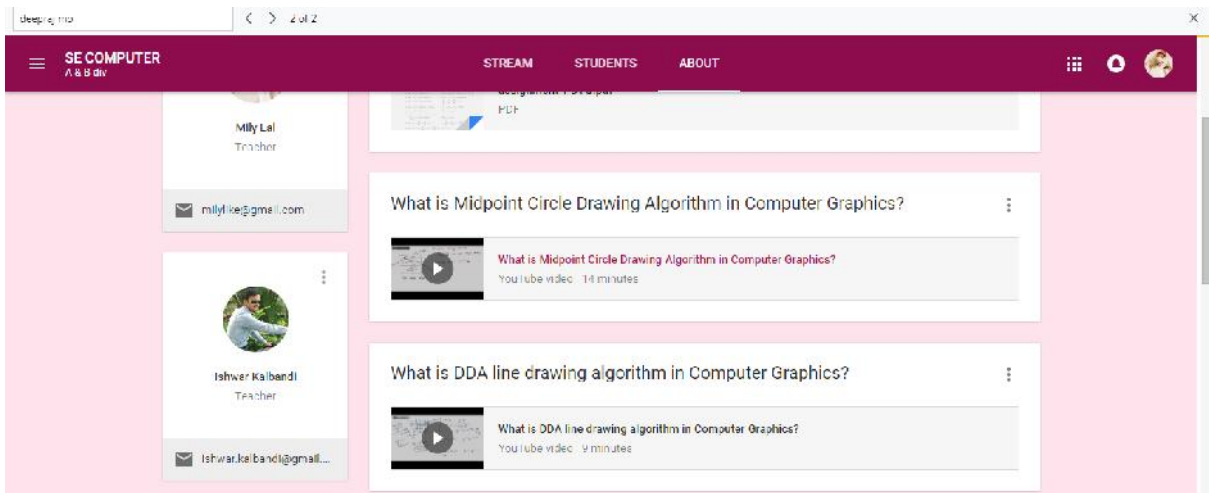 deepraj mo
2 of 2
SE COMPUTER
A & B div
STREAM
STUDENTS
ABOUT
PDF
Mily Lal
Teacher
milylike@gmail.com
What is Midpoint Circle Drawing Algorithm in Computer Graphics?
What is Midpoint Circle Drawing Algorithm in Computer Graphics?
YouTube video 14 minutes
Ishwar Kalbandi
Teacher
ishwar.kalbandi@gmail....
What is DDA line drawing algorithm in Computer Graphics?
What is DDA line drawing algorithm in Computer Graphics?
YouTube video 9 minutes